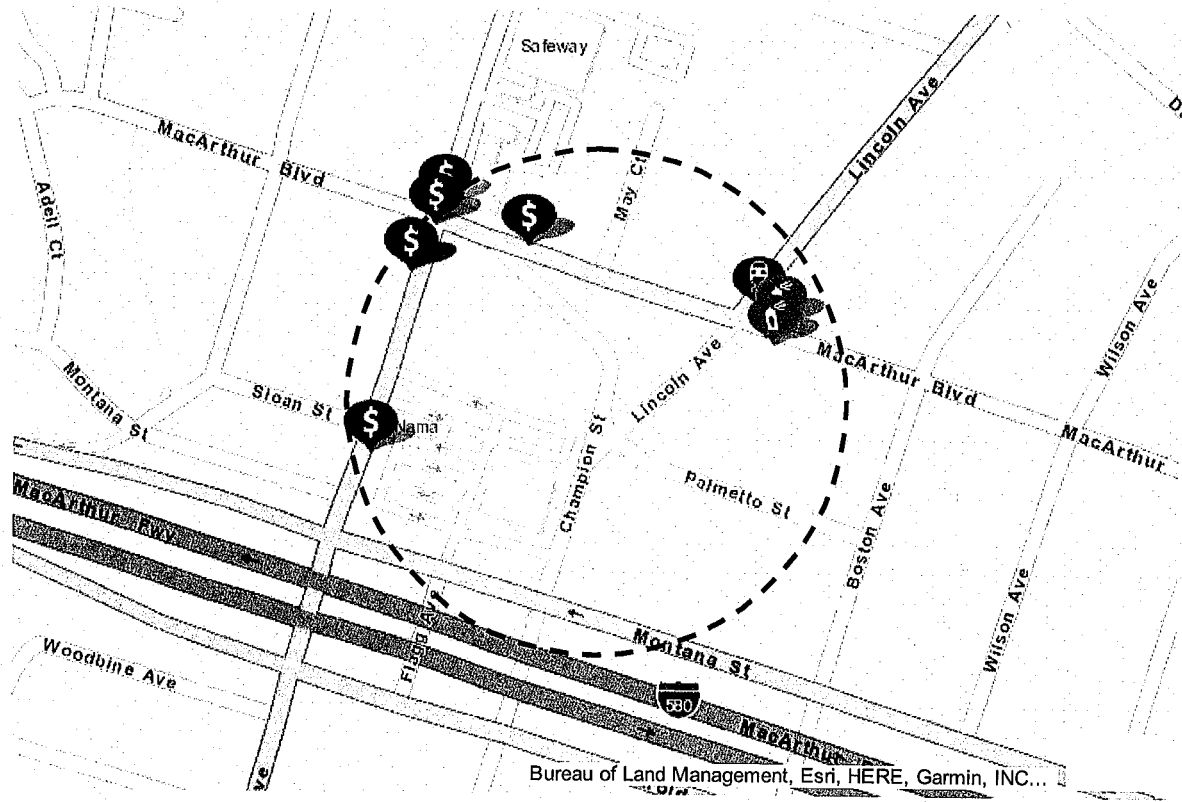 Safeway
Lincoln Ave
MacArthur Blvd
May Ct
Adell Ct
$
$
$
Wilson Ave
Lincoln Ave
MacArthur Blvd
Montana St
Sloan St
$
Nama
MacArthur
Champion St
Palmetto St
MacArthur Fwy
Boston Ave
Wilson Ave
Montana St
Woodbine Ave
580
MacArthur
Bureau of Land Management, Esri, HERE, Garmin, INC...